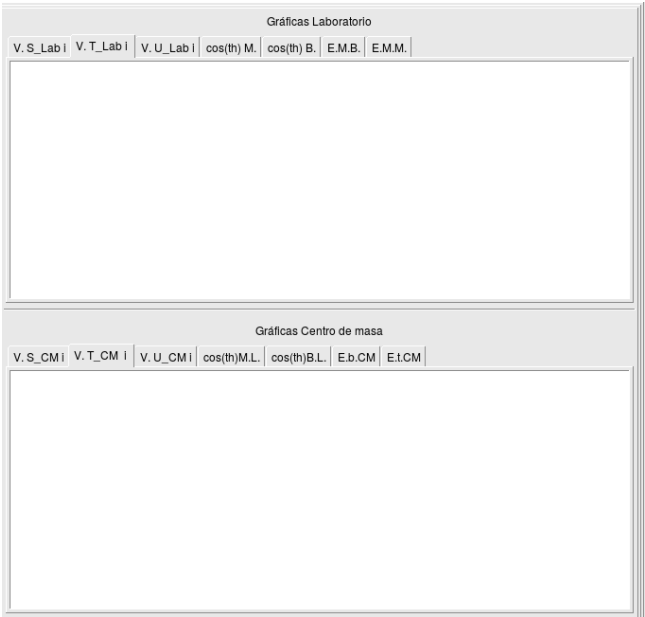 Gráficas Laboratorio
V. S_Lab i V. T_Lab i V. U_Lab i cos(th) M. cos(th) B. E.M.B. E.M.M.
Gráficas Centro de masa
V. S_CM i V. T_CM i V. U_CM i cos(th)M.L. cos(th)B.L. E.b.CM E.t.CM